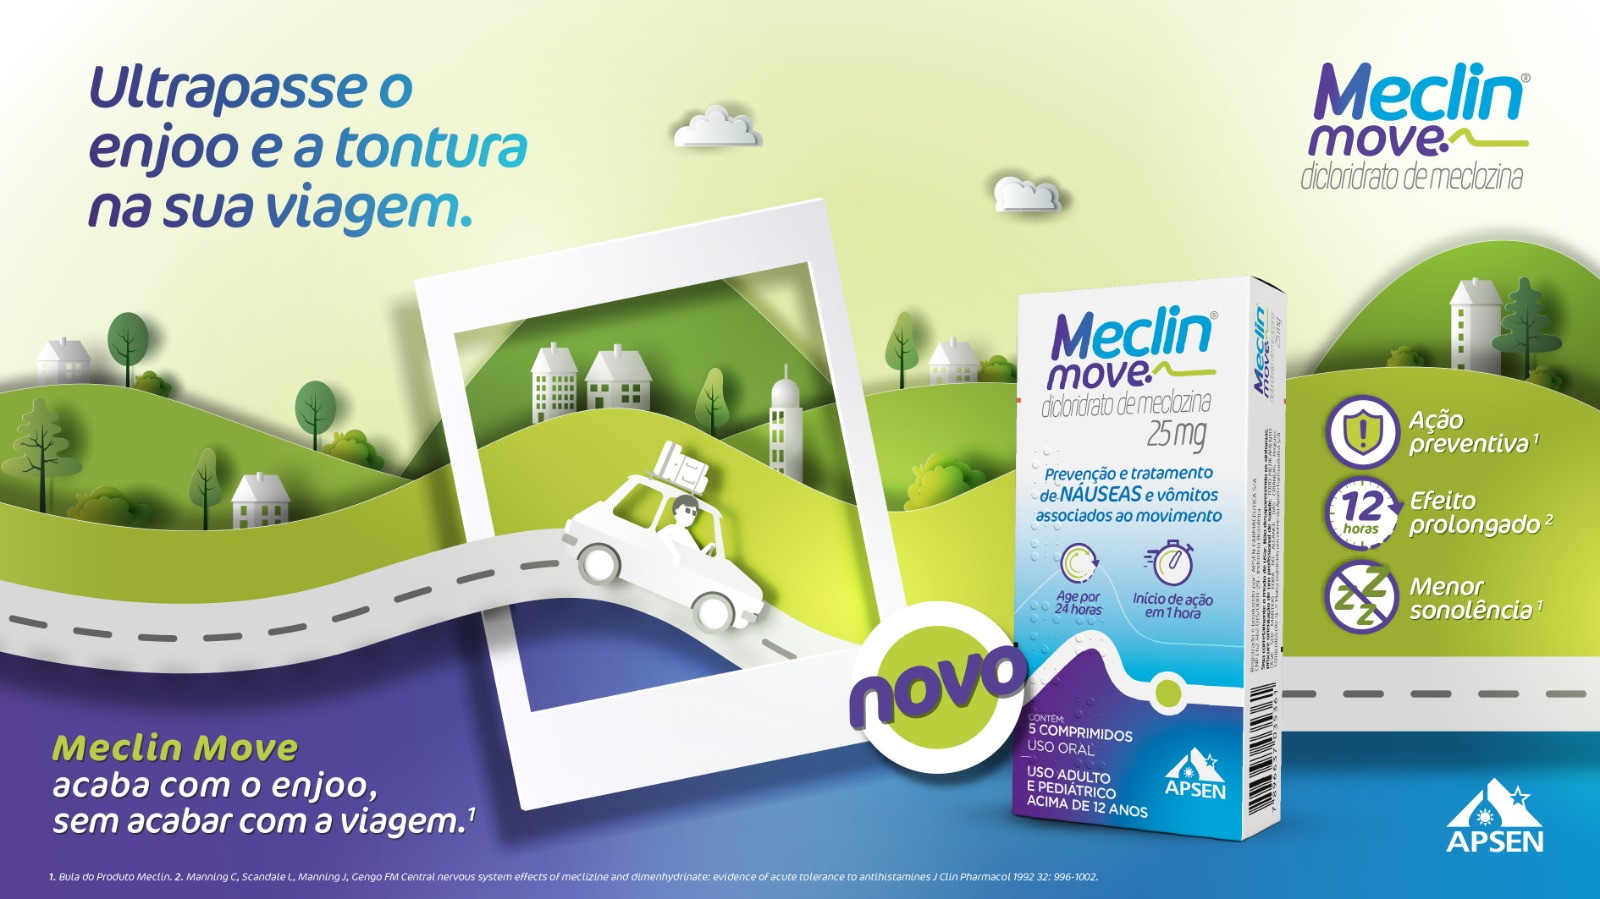 Ultrapasse o
enjoo e a tontura
na sua viagem.
Meclin®
move
dicloridrato de meclozina
Meclin®
move
dicloridrato de meclozina
25 mg
Prevenção e tratamento
de NÁUSEAS e vômitos
associados ao movimento
Age por
24 horas
Início de ação
em 1 hora
CONTÉM:
5 COMPRIMIDOS
USO ORAL
USO ADULTO
E PEDIÁTRICO
ACIMA DE 12 ANOS
APSEN
Meclin
move
25 mg
novo
Ação
preventiva¹
12
horas
Efeito
prolongado²
Z
Z
Z
Menor
sonolência¹
Meclin Move
acaba com o enjoo,
sem acabar com a viagem.¹
APSEN
1. Bula do Produto Meclin. 2. Manning C, Scandale L, Manning J, Gengo FM Central nervous system effects of meclizine and dimenhydrinate: evidence of acute tolerance to antihistamines J Clin Pharmacol 1992 32: 996-1002.